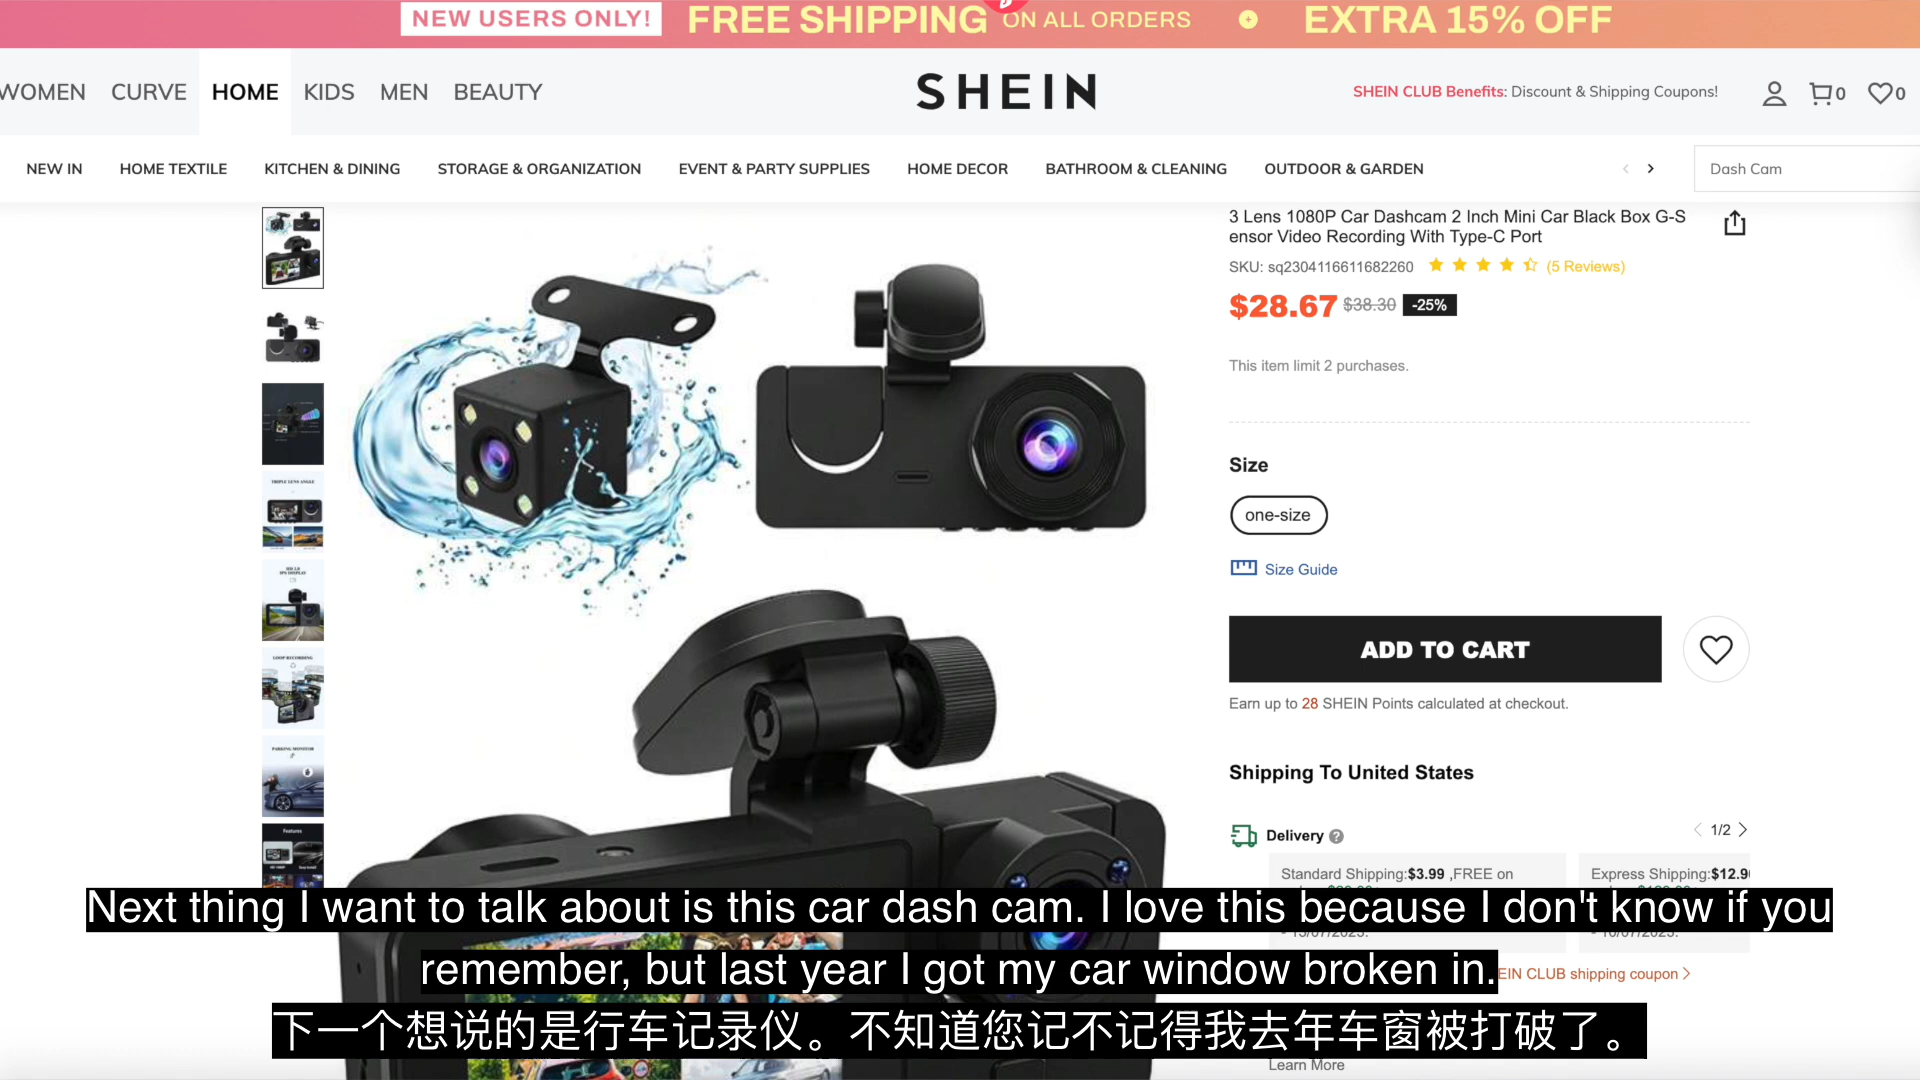 NEW USERS ONLY!
FREE SHIPPING ON ALL ORDERS
EXTRA 15% OFF
WOMEN CURVE HOME KIDS MEN BEAUTY
SHEIN
SHEIN CLUB Benefits: Discount & Shipping Coupons!
0
0
NEW IN HOME TEXTILE KITCHEN & DINING STORAGE & ORGANIZATION EVENT & PARTY SUPPLIES HOME DECOR BATHROOM & CLEANING OUTDOOR & GARDEN
Dash Cam
3 Lens 1080P Car Dashcam 2 Inch Mini Car Black Box G-S
ensor Video Recording With Type-C Port
SKU: sq2304116611682260 (5 Reviews)
$28.67 $38.30 -25%
This item limit 2 purchases.
Size
one-size
Size Guide
ADD TO CART
Earn up to 28 SHEIN Points calculated at checkout.
Shipping To United States
Delivery ?
1/2
Standard Shipping:$3.99 ,FREE on
Express Shipping:$12.9
TRIPLE LENS ANGLE
LOOP RECORDING
PARKING MONITOR
Features
Next thing I want to talk about is this car dash cam. I love this because I don't know if you
remember, but last year I got my car window broken in.
EIN CLUB shipping coupon
下一个想说的是行车记录仪。不知道您记不记得我去年车窗被打破了。
Learn More